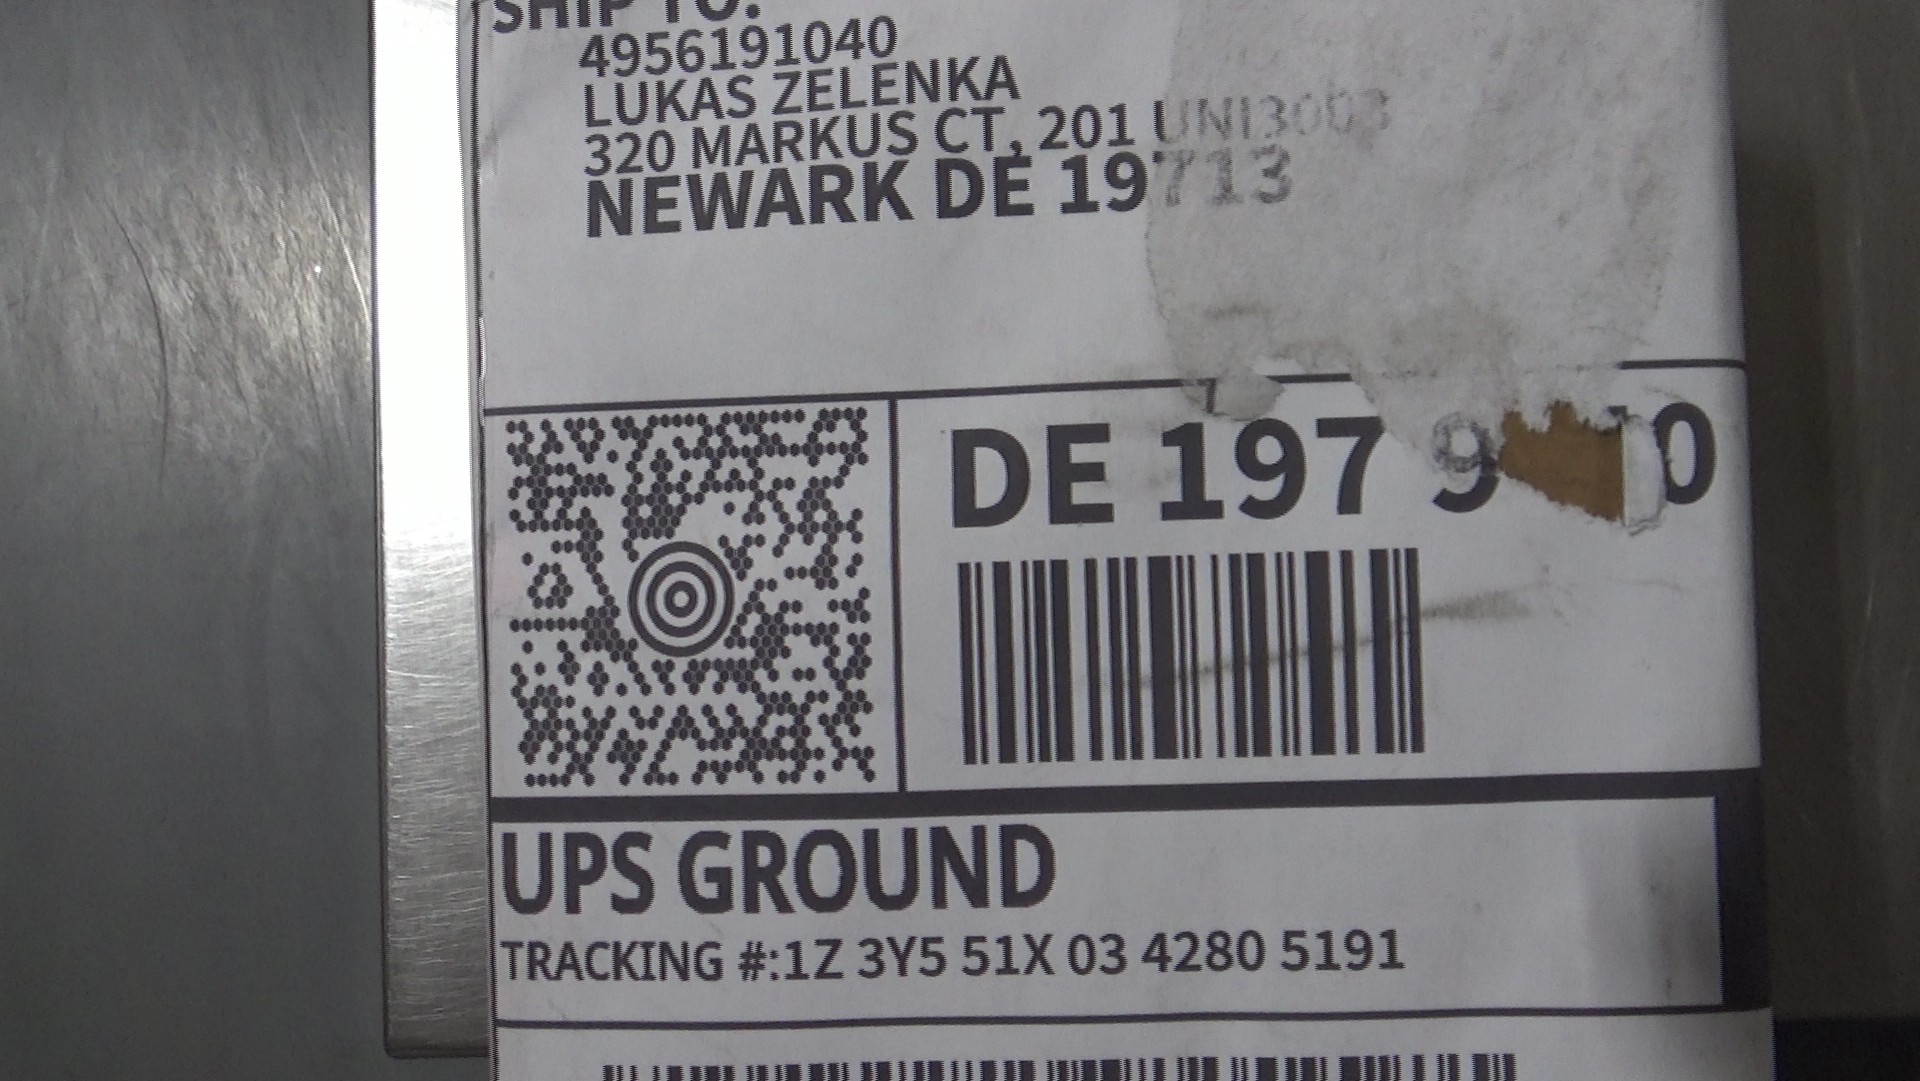 SHIP TO:
4956191040
LUKAS ZELENKA
320 MARKUS CT, 201 UNI3003
NEWARK DE 19713
DE 197
UPS GROUND
TRACKING #:1Z 3Y5 51X 03 4280 5191